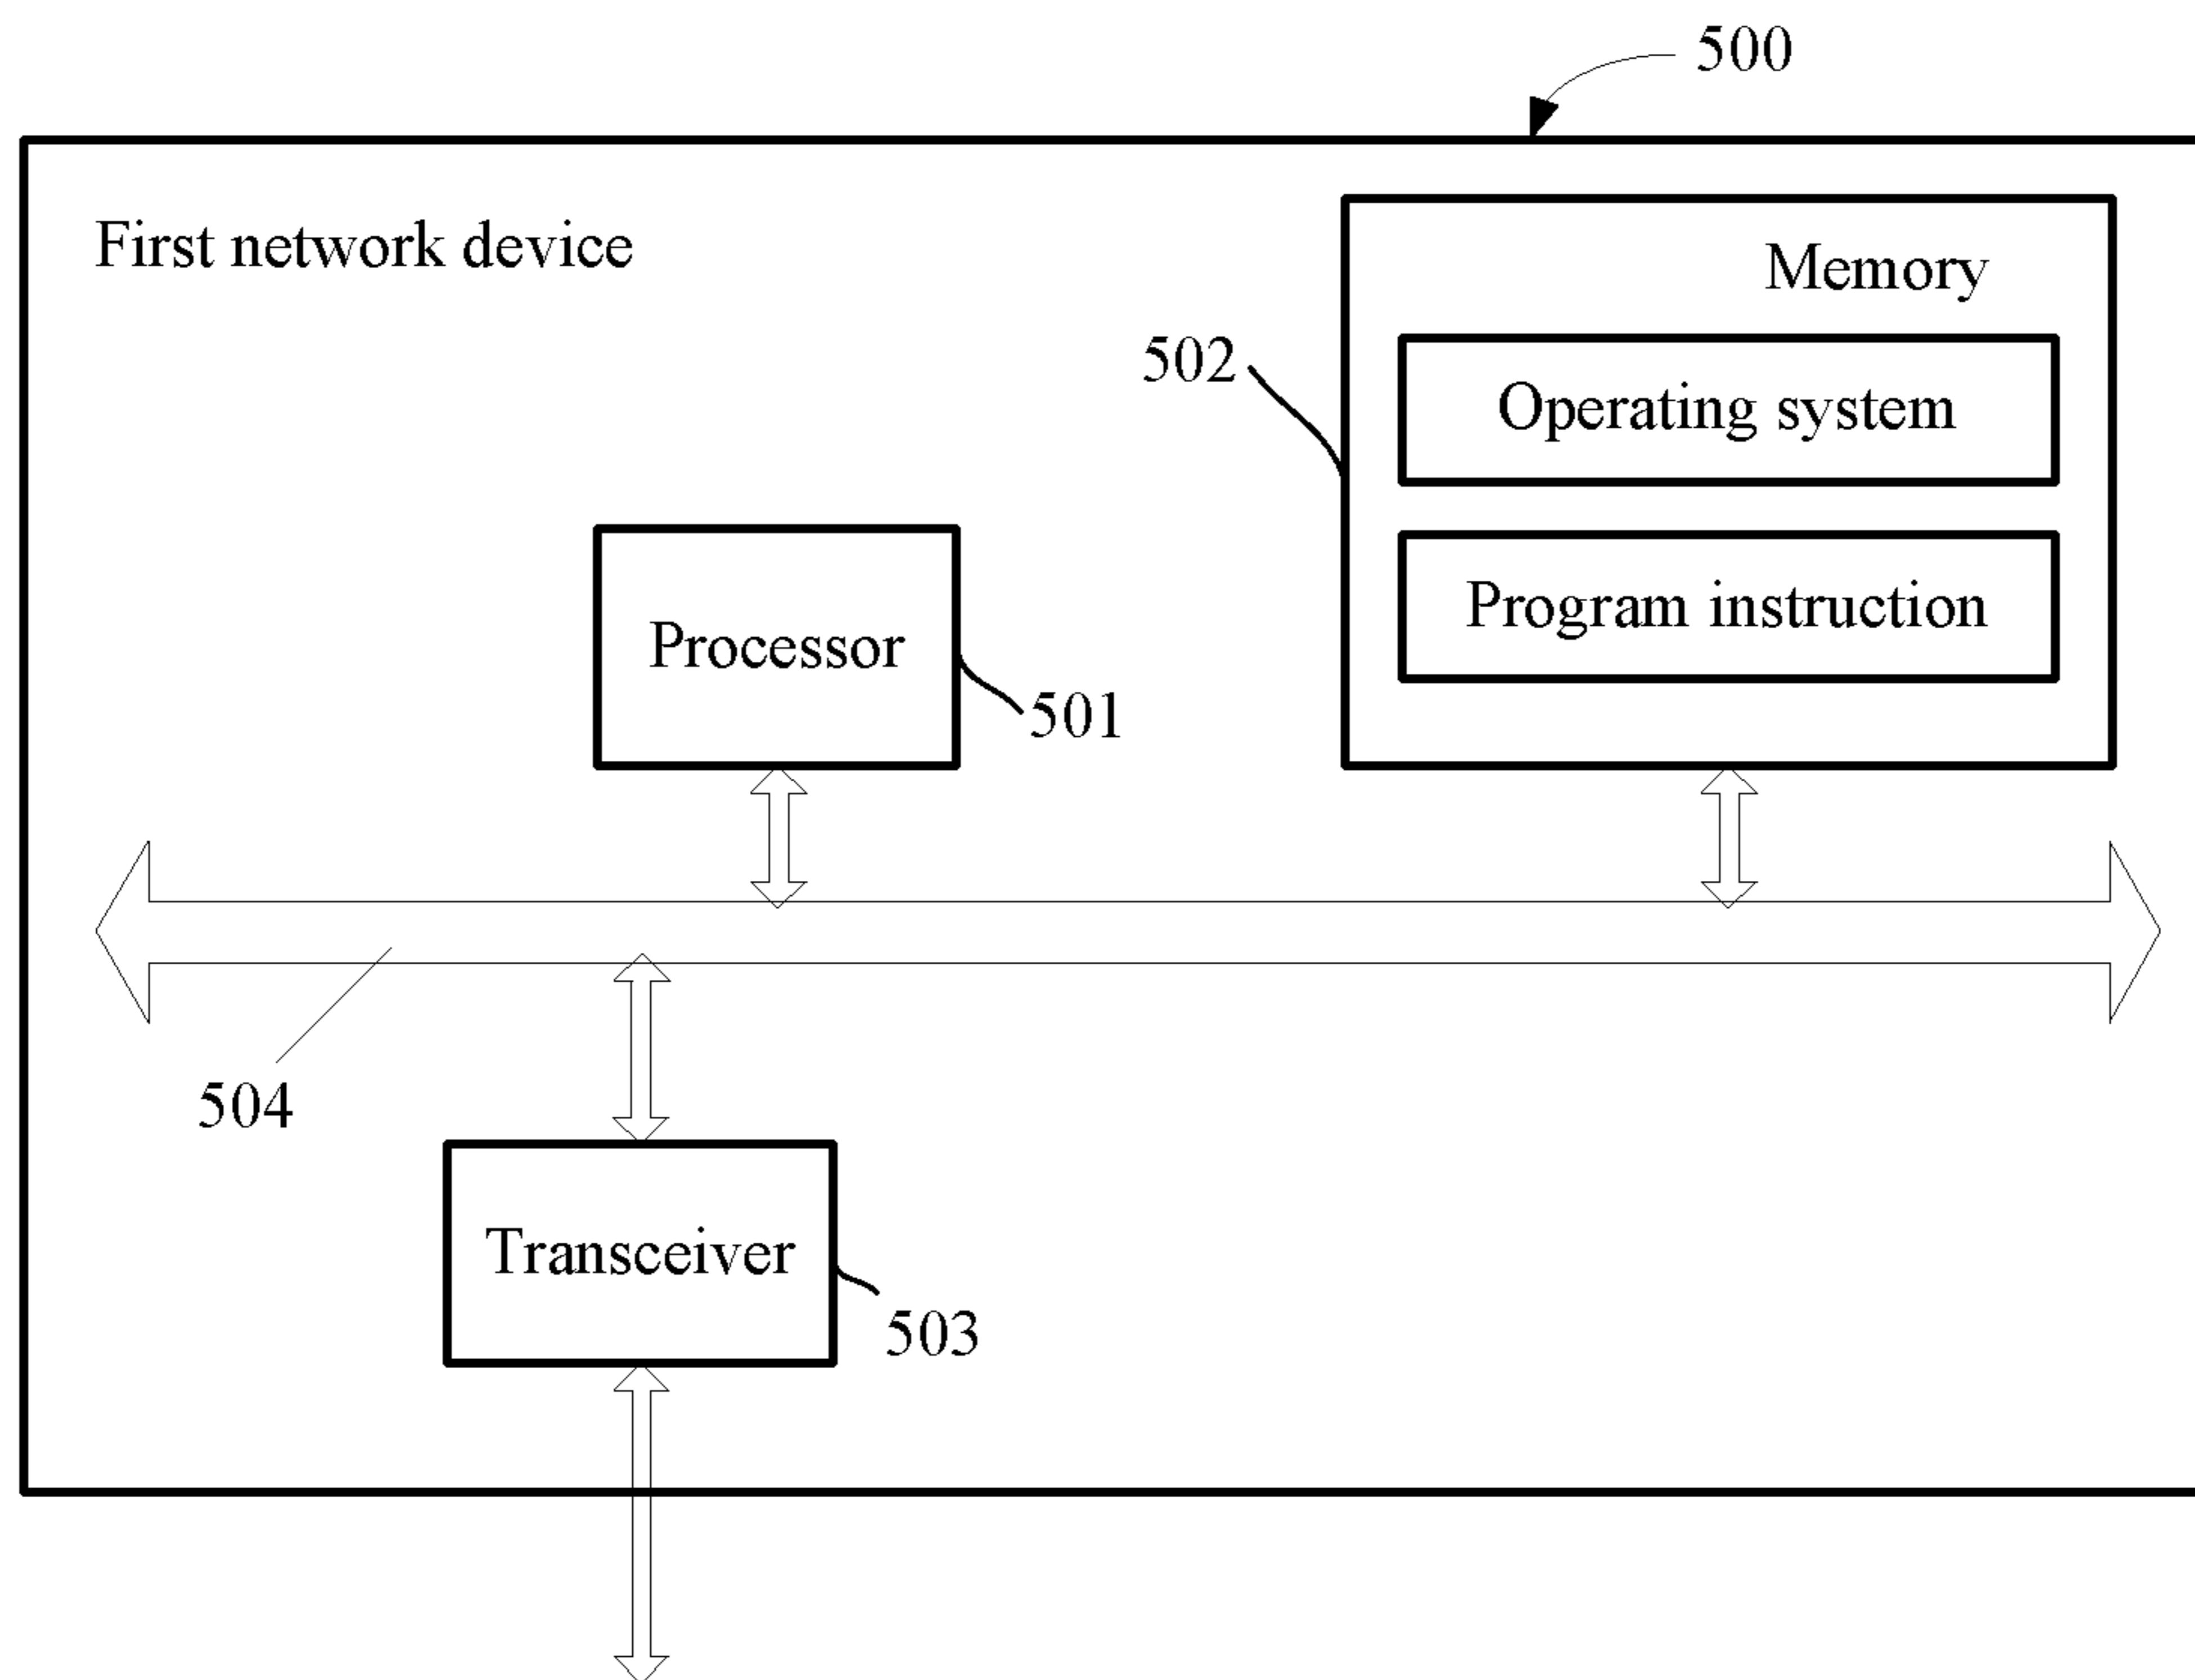 500
First network device
Memory
502
Operating system
Program instruction
Processor
501
504
Transceiver
503